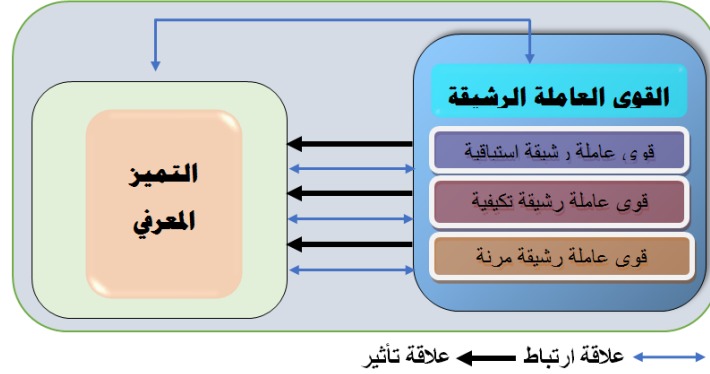 القوى العاملة الرشيقة
قوى عاملة رشيقة استباقية
قوى عاملة رشيقة تكيفية
قوى عاملة رشيقة مرنة
التميز
المعرفي
علاقة ارتباط
علاقة تأثير